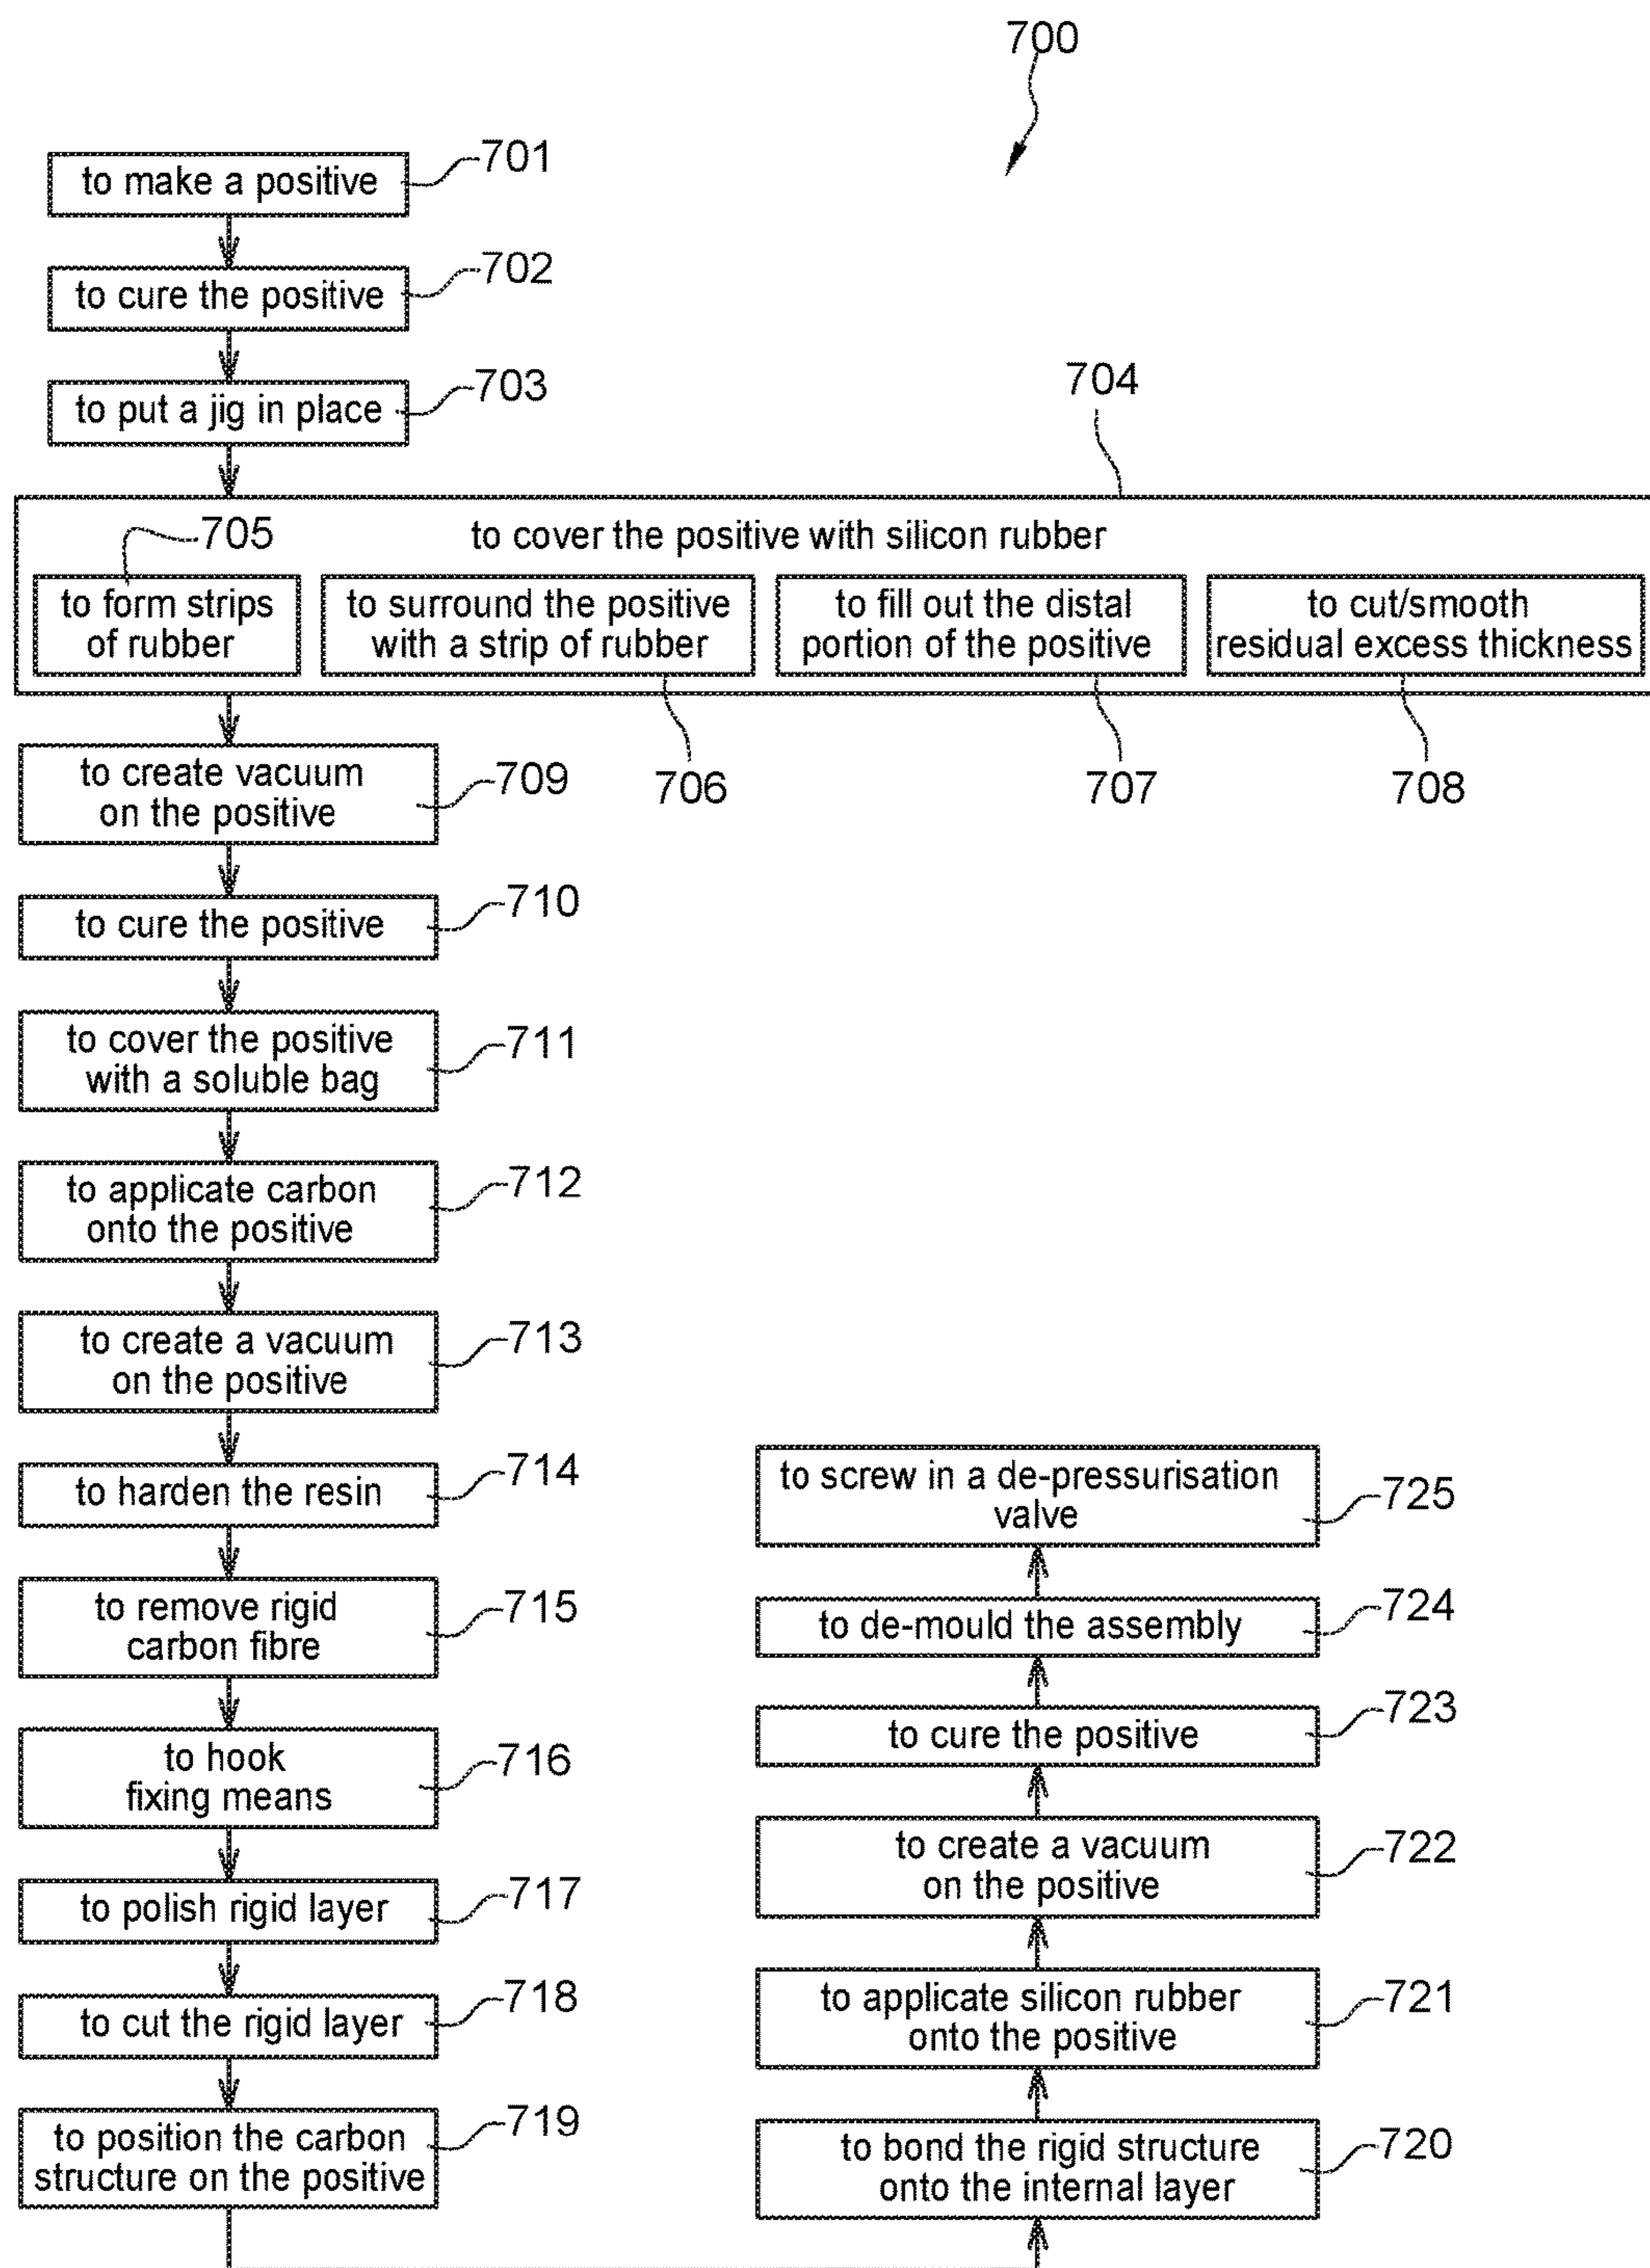 700
701
to make a positive
702
to cure the positive
703
to put a jig in place
704
to cover the positive with silicon rubber
705
to form strips
of rubber
to surround the positive
with a strip of rubber
to fill out the distal
portion of the positive
to cut/smooth
residual excess thickness
706
707
708
to create vacuum
on the positive
709
to cure the positive
710
to cover the positive
with a soluble bag
711
to applicate carbon
onto the positive
712
to create a vacuum
on the positive
713
to harden the resin
714
to remove rigid
carbon fibre
715
to hook
fixing means
716
to polish rigid layer
717
to cut the rigid layer
718
to position the carbon
structure on the positive
719
to bond the rigid structure
onto the internal layer
720
to applicate silicon rubber
onto the positive
721
to create a vacuum
on the positive
722
to cure the positive
723
to de-mould the assembly
724
to screw in a de-pressurisation
valve
725